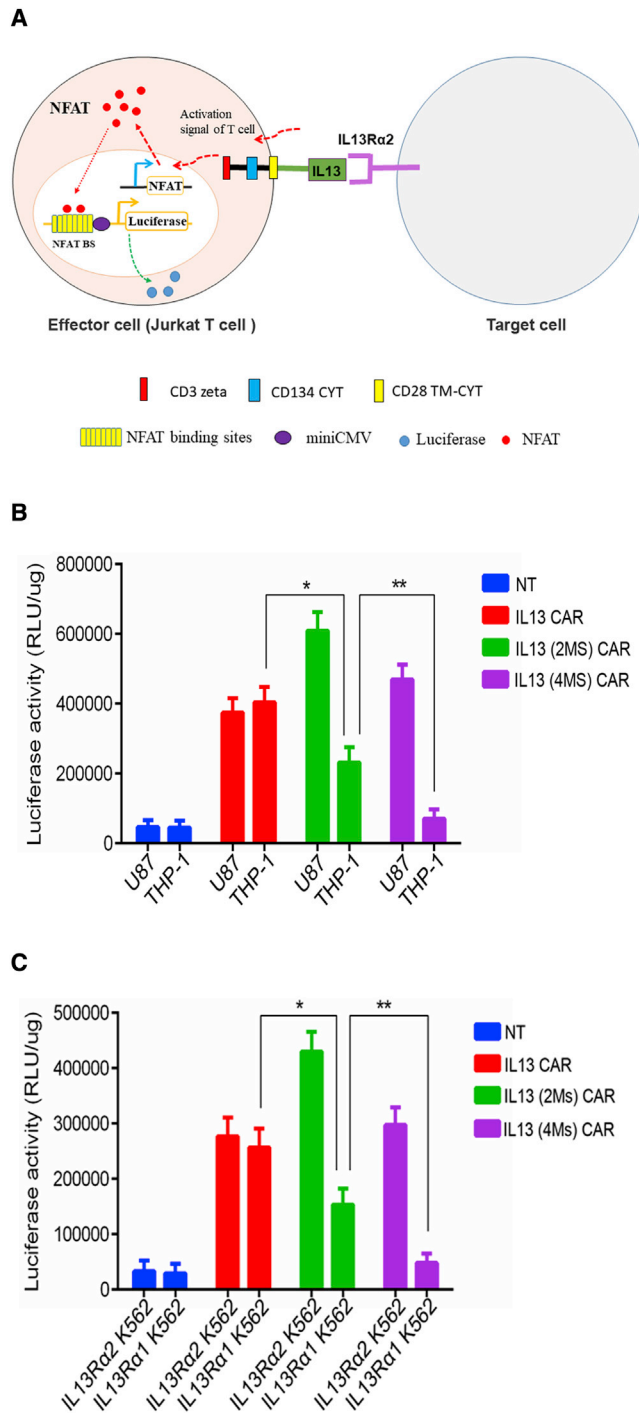 A
NFAT
Activation
signal of T cell
IL13Rα2
IL13
NFAT
Luciferase
NFAT BS
Effector cell (Jurkat T cell )
Target cell
CD3 zeta
CD134 CYT
CD28 TM-CYT
NFAT binding sites
miniCMV
Luciferase
NFAT
B
Luciferase activity (RLU/ug)
800000
600000
400000
200000
0
*
**
NT
IL13 CAR
IL13 (2MS) CAR
IL13 (4MS) CAR
U87
THP-1
U87
THP-1
U87
THP-1
U87
THP-1
C
Luciferase activity (RLU/ug)
500000
400000
300000
200000
100000
0
*
**
NT
IL13 CAR
IL13 (2Ms) CAR
IL13 (4Ms) CAR
IL13Rα2 K562
IL13Rα1 K562
IL13Rα2 K562
IL13Rα1 K562
IL13Rα2 K562
IL13Rα1 K562
IL13Rα2 K562
IL13Rα1 K562